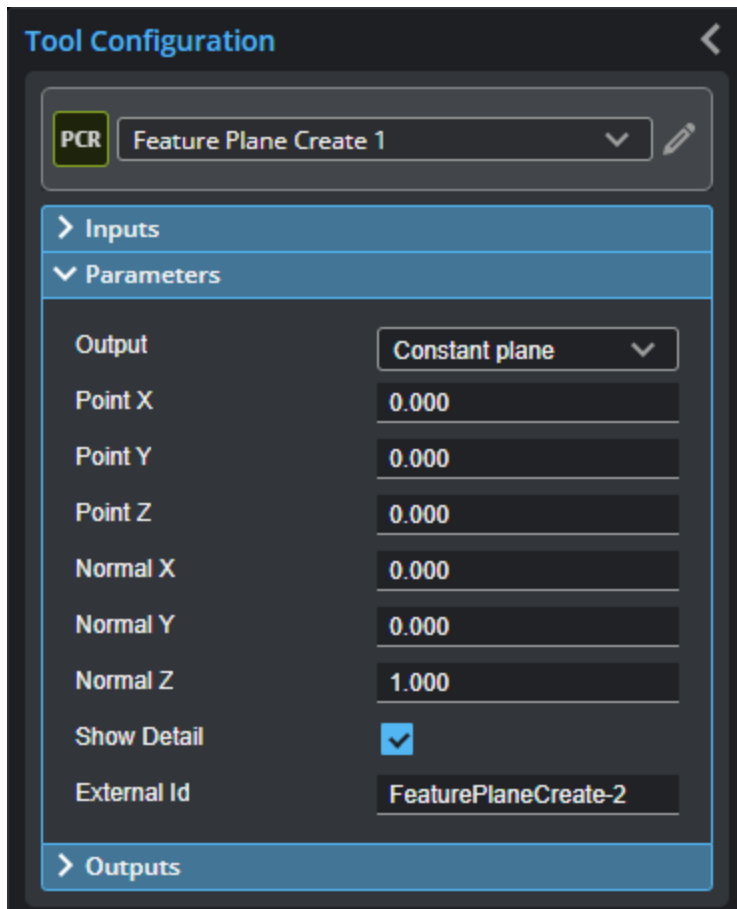 Tool Configuration
PCR Feature Plane Create 1
Inputs
Parameters
Output Constant plane
Point X 0.000
Point Y 0.000
Point Z 0.000
Normal X 0.000
Normal Y 0.000
Normal Z 1.000
Show Detail
External Id FeaturePlaneCreate-2
Outputs